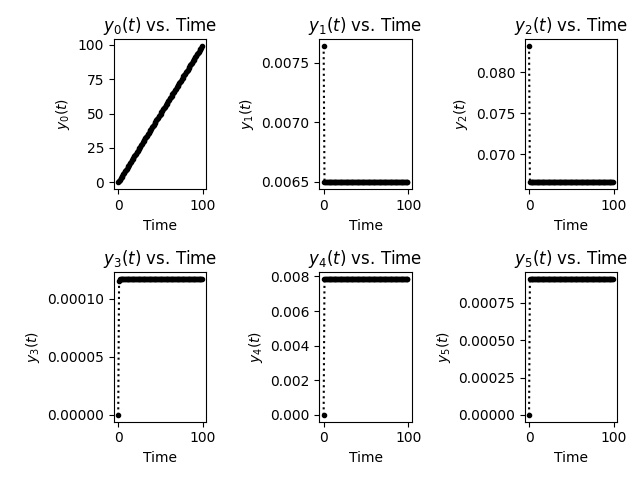 y₀(t) vs. Time
y₁(t) vs. Time
y₂(t) vs. Time
100
75
50
25
0
y₀(t)
0
100
Time
0.0075
0.0070
0.0065
y₁(t)
0
100
Time
0.080
0.075
0.070
y₂(t)
0
100
Time
y₃(t) vs. Time
y₄(t) vs. Time
y₅(t) vs. Time
0.00010
0.00005
0.00000
y₃(t)
0
100
Time
0.008
0.006
0.004
0.002
0.000
y₄(t)
0
100
Time
0.00075
0.00050
0.00025
0.00000
y₅(t)
0
100
Time